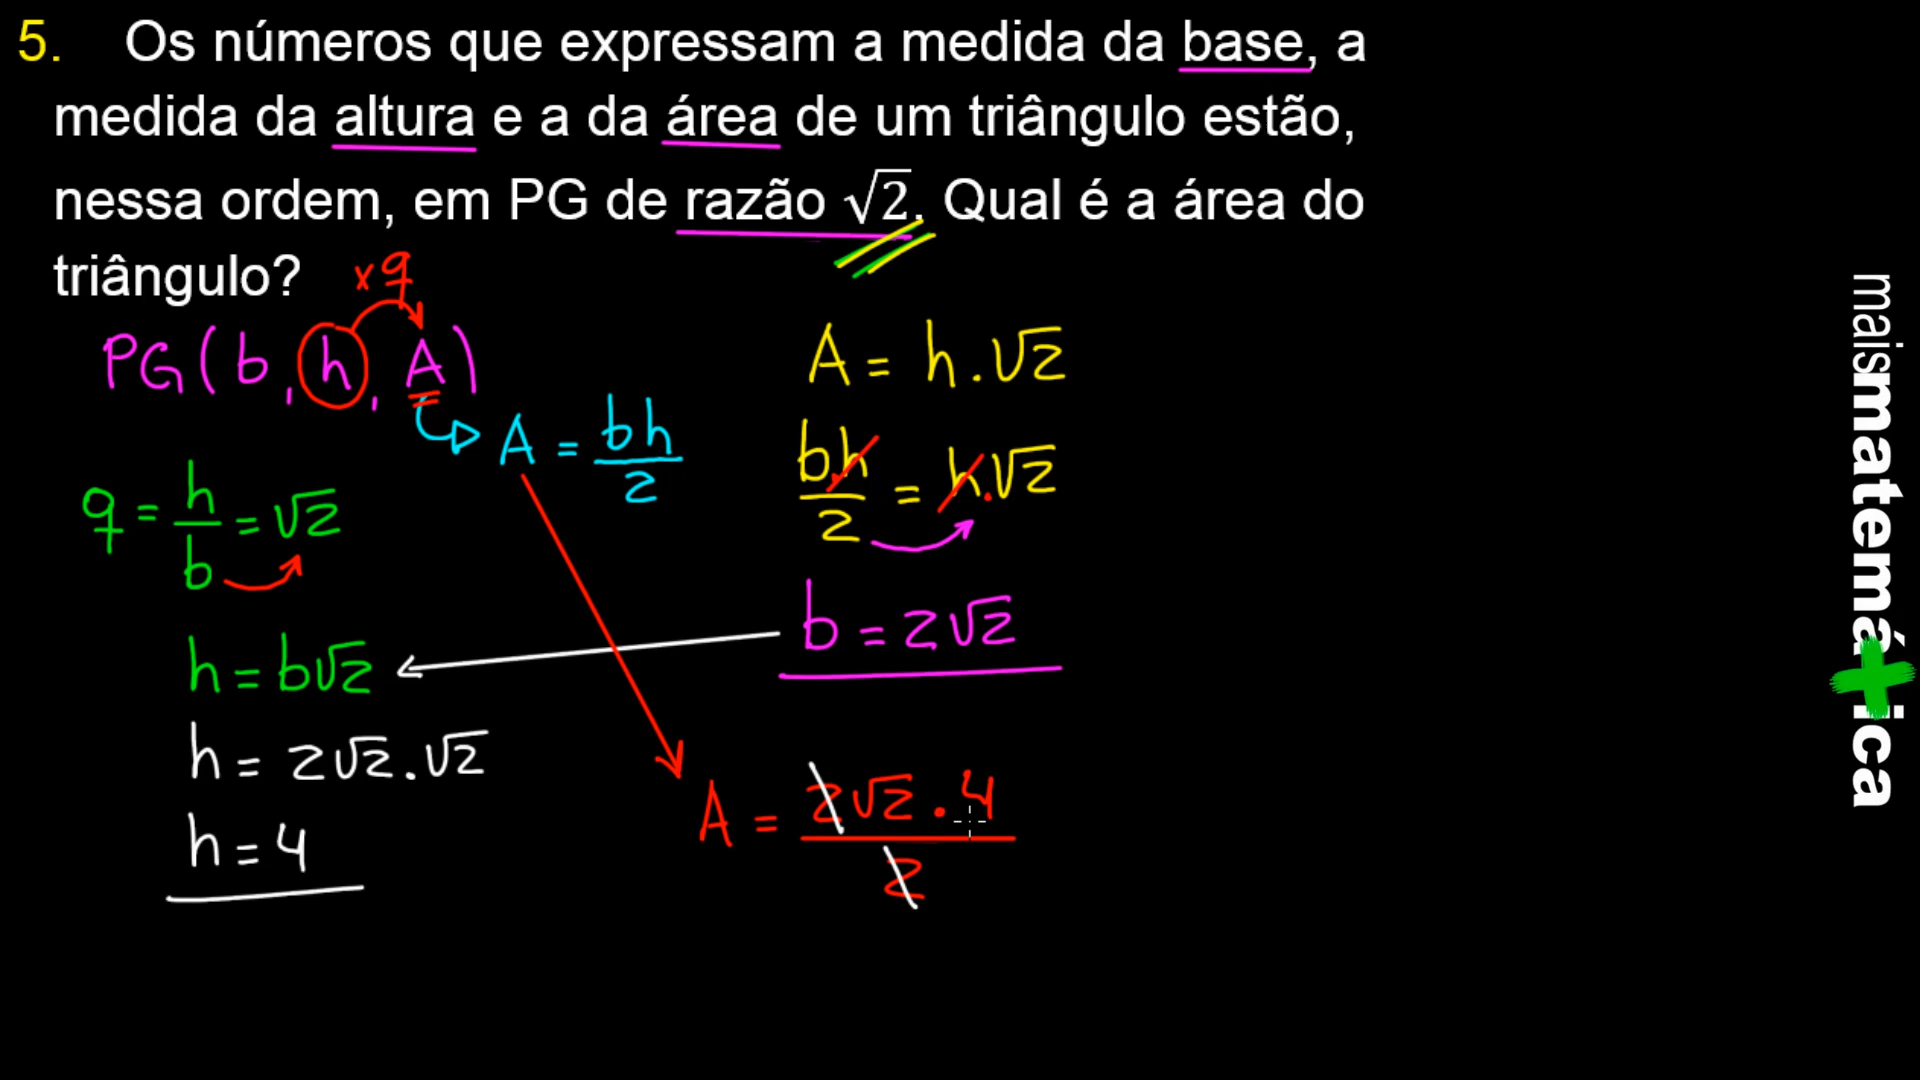 5. Os números que expressam a medida da base, a
medida da altura e a da área de um triângulo estão,
nessa ordem, em PG de razão √2. Qual é a área do
triângulo?
x q
PG(b, h, A)
A = bh/2
q = h/b = √2
h = b√2
h = 2√2.√2
h = 4
A = h.√2
bh/2 = h.√2
b = 2√2
A = 2√2 . 4/2
maismatemática